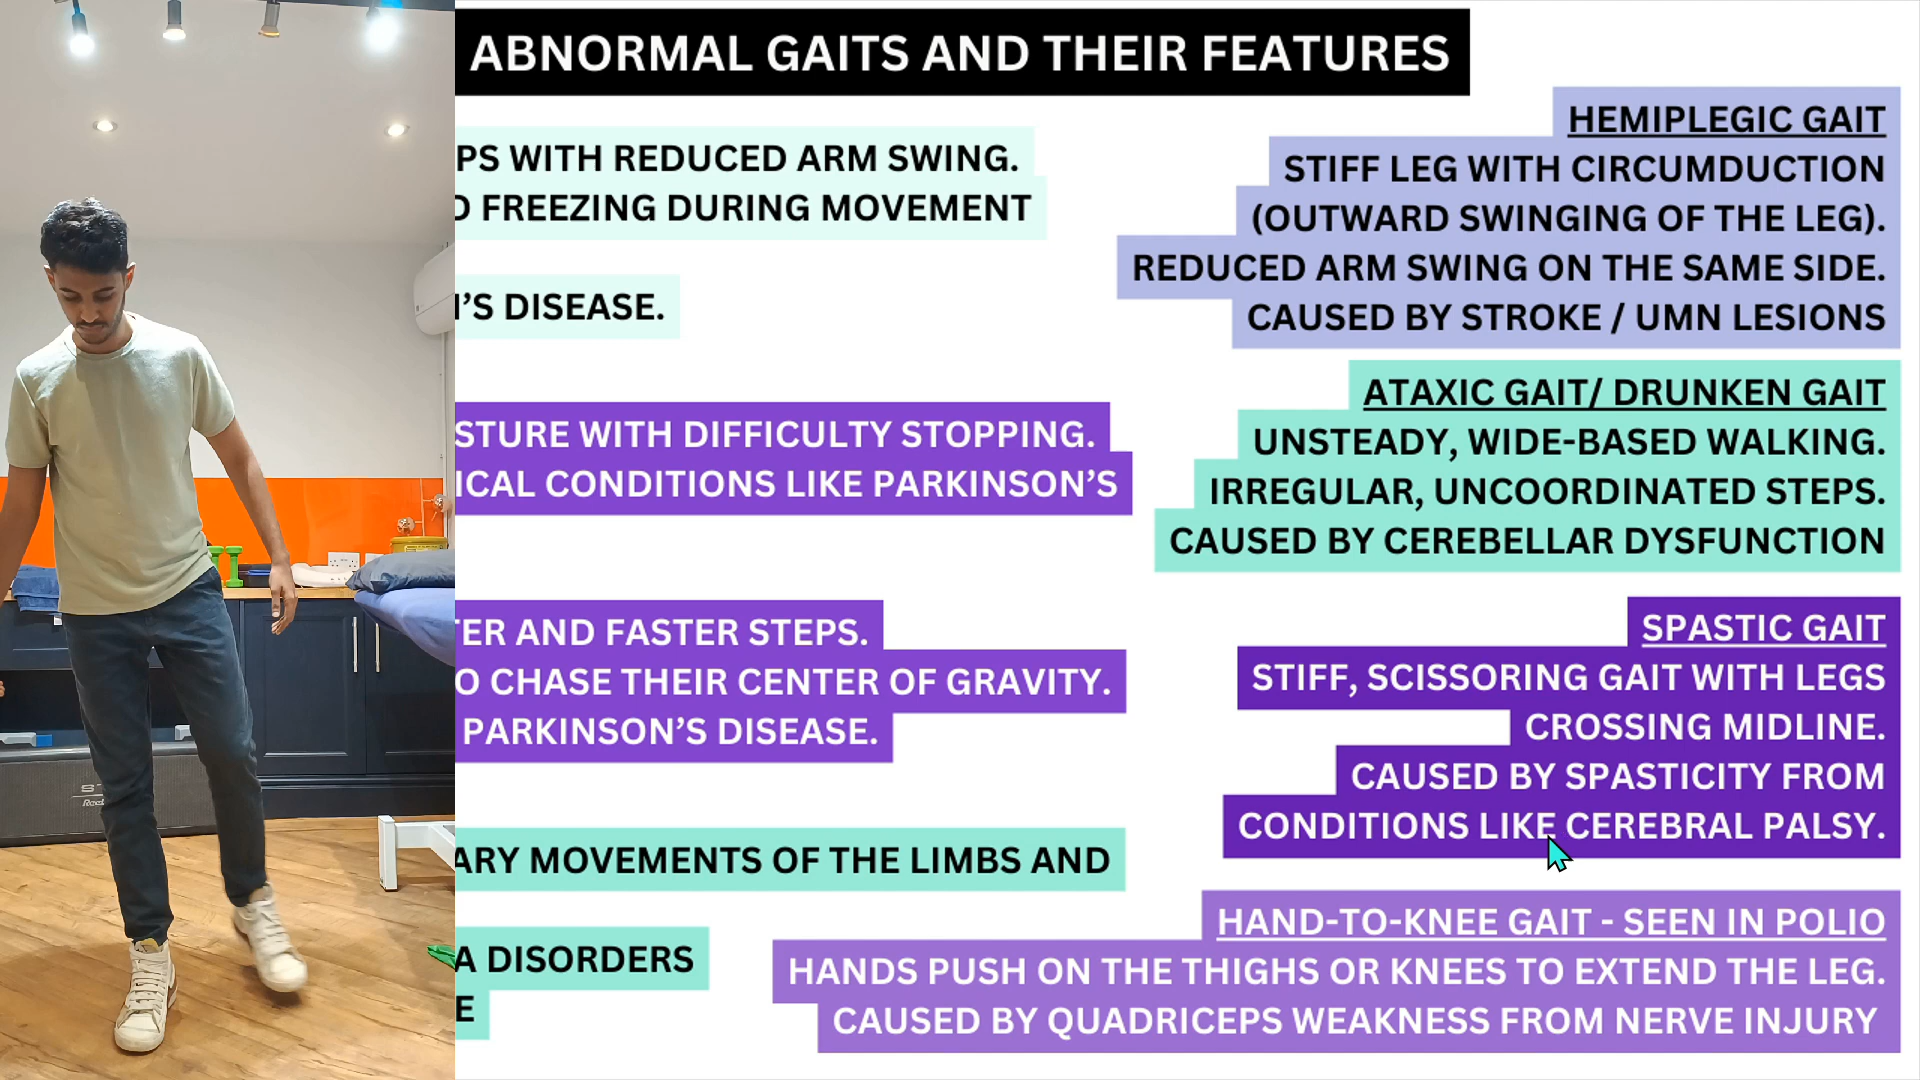 ABNORMAL GAITS AND THEIR FEATURES
PS WITH REDUCED ARM SWING.
FREEZING DURING MOVEMENT
'S DISEASE.
STURE WITH DIFFICULTY STOPPING.
ICAL CONDITIONS LIKE PARKINSON'S
TER AND FASTER STEPS.
O CHASE THEIR CENTER OF GRAVITY.
PARKINSON'S DISEASE.
ARY MOVEMENTS OF THE LIMBS AND
A DISORDERS
E
HEMIPLEGIC GAIT
STIFF LEG WITH CIRCUMDUCTION
(OUTWARD SWINGING OF THE LEG).
REDUCED ARM SWING ON THE SAME SIDE.
CAUSED BY STROKE / UMN LESIONS
ATAXIC GAIT/ DRUNKEN GAIT
UNSTEADY, WIDE-BASED WALKING.
IRREGULAR, UNCOORDINATED STEPS.
CAUSED BY CEREBELLAR DYSFUNCTION
SPASTIC GAIT
STIFF, SCISSORING GAIT WITH LEGS
CROSSING MIDLINE.
CAUSED BY SPASTICITY FROM
CONDITIONS LIKE CEREBRAL PALSY.
HAND-TO-KNEE GAIT - SEEN IN POLIO
HANDS PUSH ON THE THIGHS OR KNEES TO EXTEND THE LEG.
CAUSED BY QUADRICEPS WEAKNESS FROM NERVE INJURY